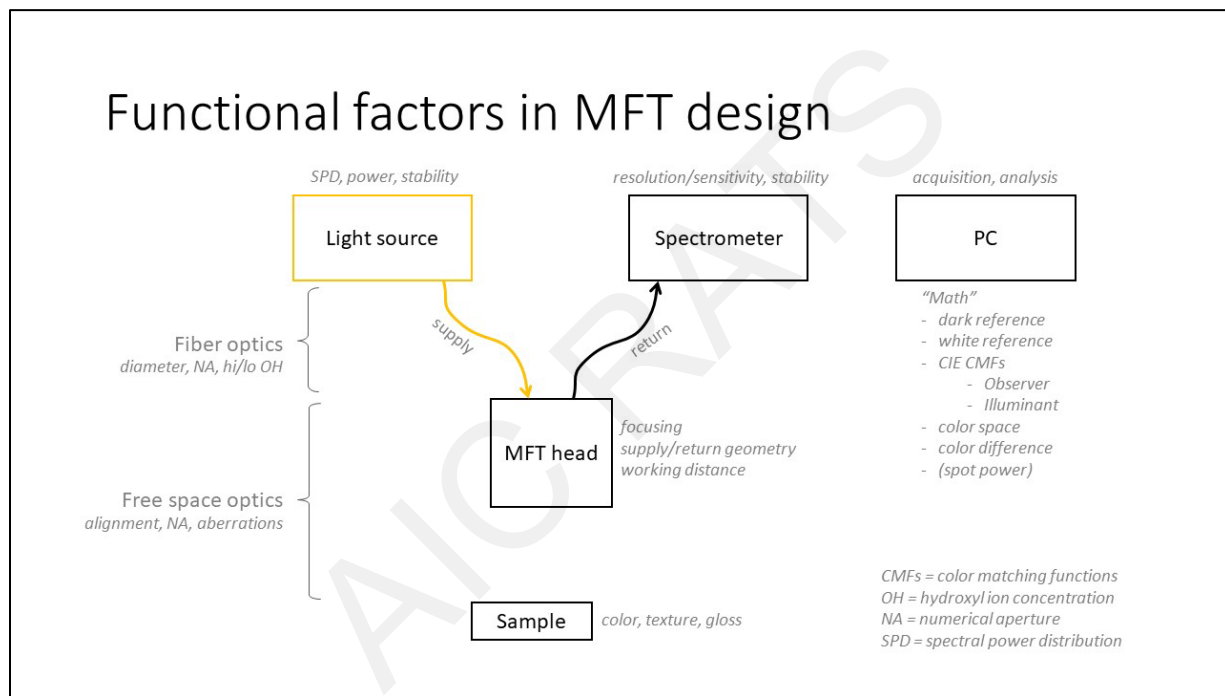 Functional factors in MFT design
SPD, power, stability
resolution/sensitivity, stability
acquisition, analysis
Light source
Spectrometer
PC
supply
return
Fiber optics
diameter, NA, hi/lo OH
“Math”
- dark reference
- white reference
- CIE CMFs
- Observer
- Illuminant
- color space
- color difference
- (spot power)
MFT head
focusing
supply/return geometry
working distance
Free space optics
alignment, NA, aberrations
Sample
color, texture, gloss
CMFs = color matching functions
OH = hydroxyl ion concentration
NA = numerical aperture
SPD = spectral power distribution
AIC RATS